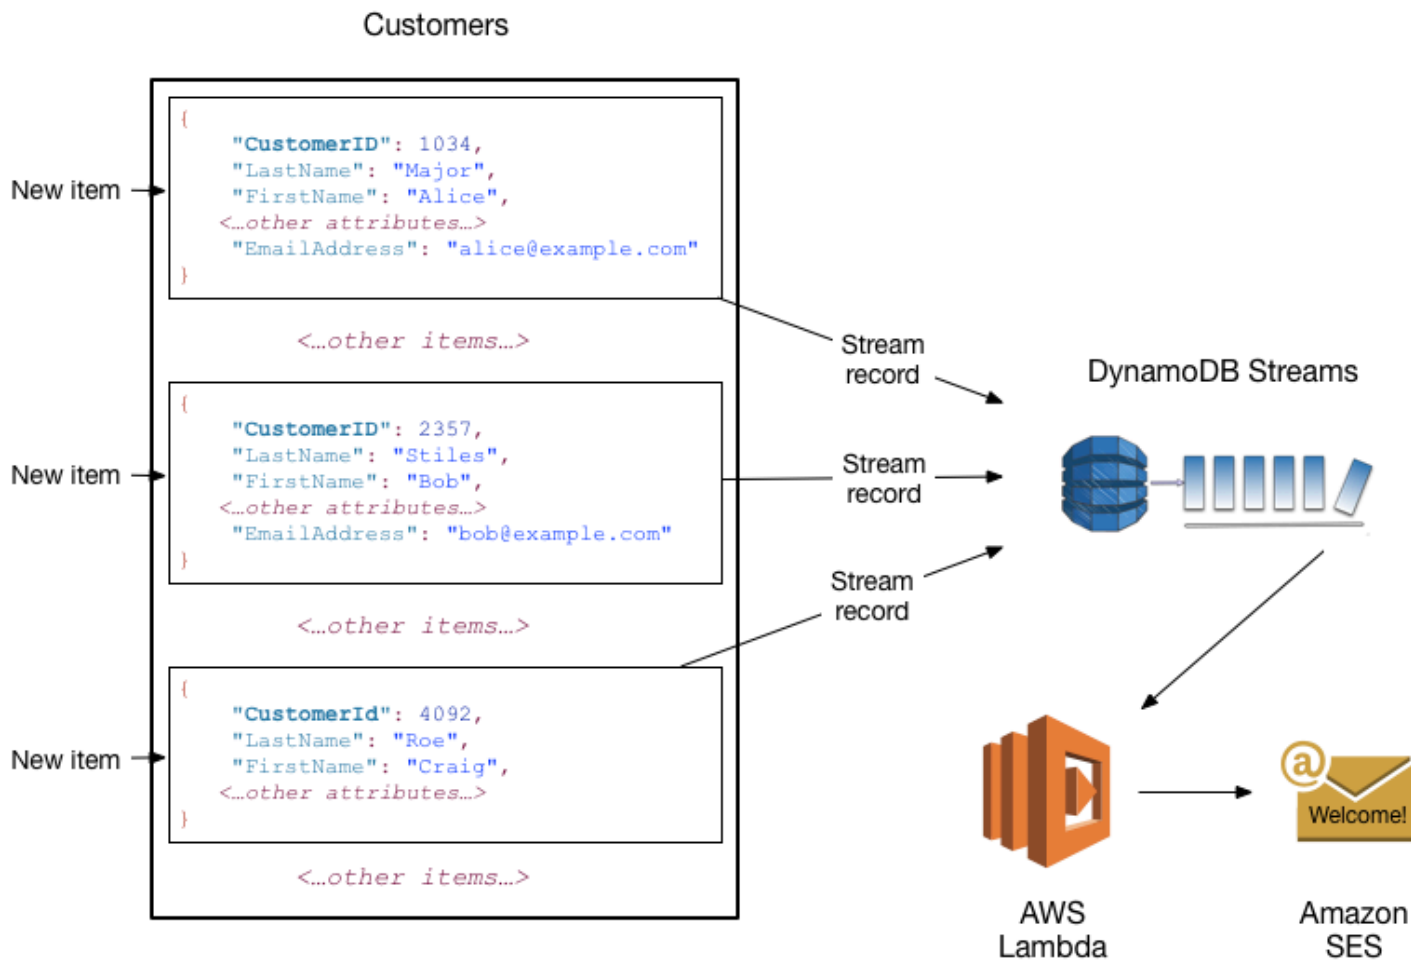 Customers
New item
{
"CustomerID": 1034,
"LastName": "Major",
"FirstName": "Alice",
<…other attributes…>
"EmailAddress": "alice@example.com"
}
<…other items…>
New item
{
"CustomerID": 2357,
"LastName": "Stiles",
"FirstName": "Bob",
<…other attributes…>
"EmailAddress": "bob@example.com"
}
<…other items…>
New item
{
"CustomerId": 4092,
"LastName": "Roe",
"FirstName": "Craig",
<…other attributes…>
}
<…other items…>
Stream
record
Stream
record
Stream
record
DynamoDB Streams
AWS
Lambda
@
Welcome!
Amazon
SES